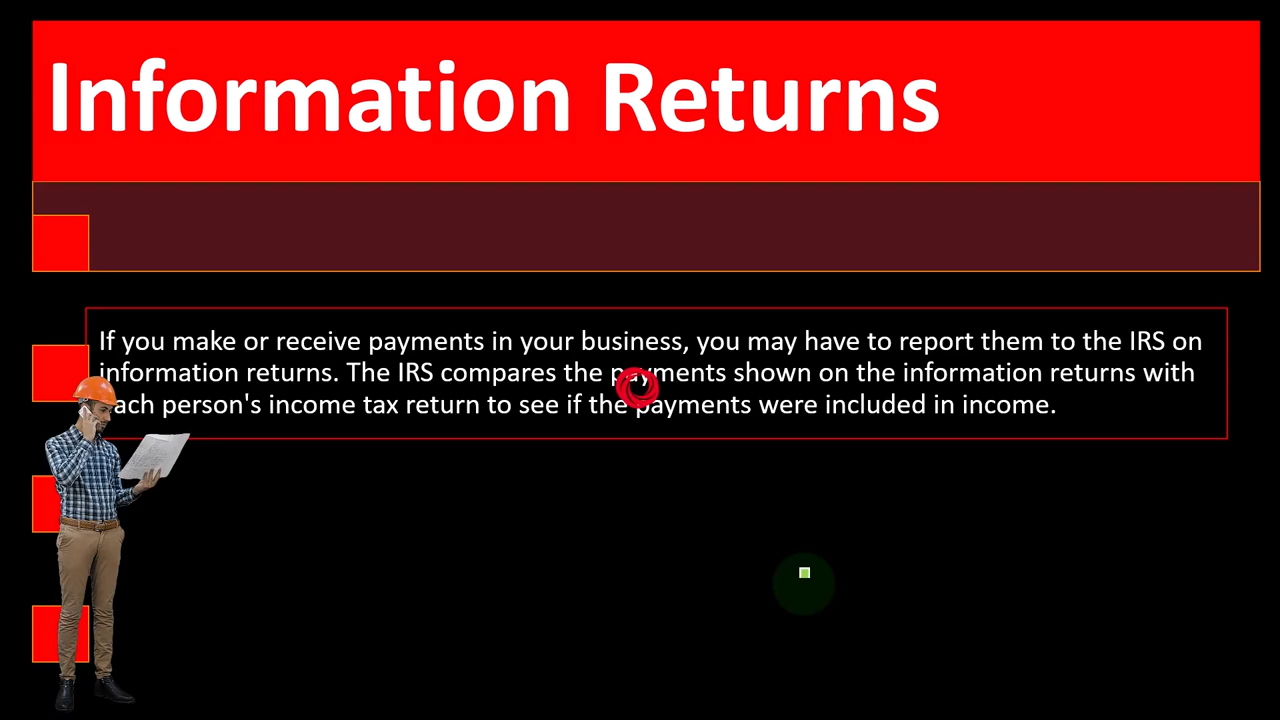 Information Returns
If you make or receive payments in your business, you may have to report them to the IRS on
information returns. The IRS compares the payments shown on the information returns with
each person's income tax return to see if the payments were included in income.